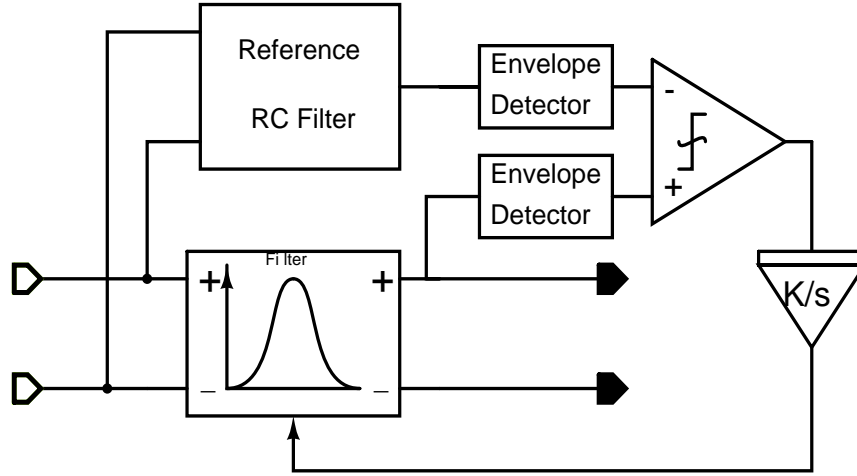 Reference
RC Filter
Envelope
Detector
-
Envelope
Detector
+
Fi lter
+ +
– –
K/s